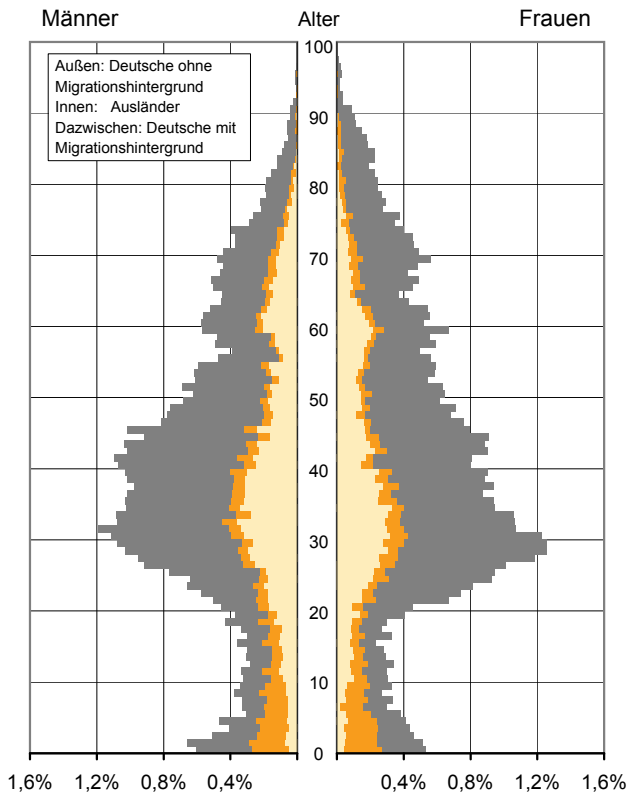 Männer Alter Frauen
100
Außen: Deutsche ohne
Migrationshintergrund
Innen: Ausländer
Dazwischen: Deutsche mit
Migrationshintergrund
90
80
70
60
50
40
30
20
10
0
1,6% 1,2% 0,8% 0,4% 0,4% 0,8% 1,2% 1,6%